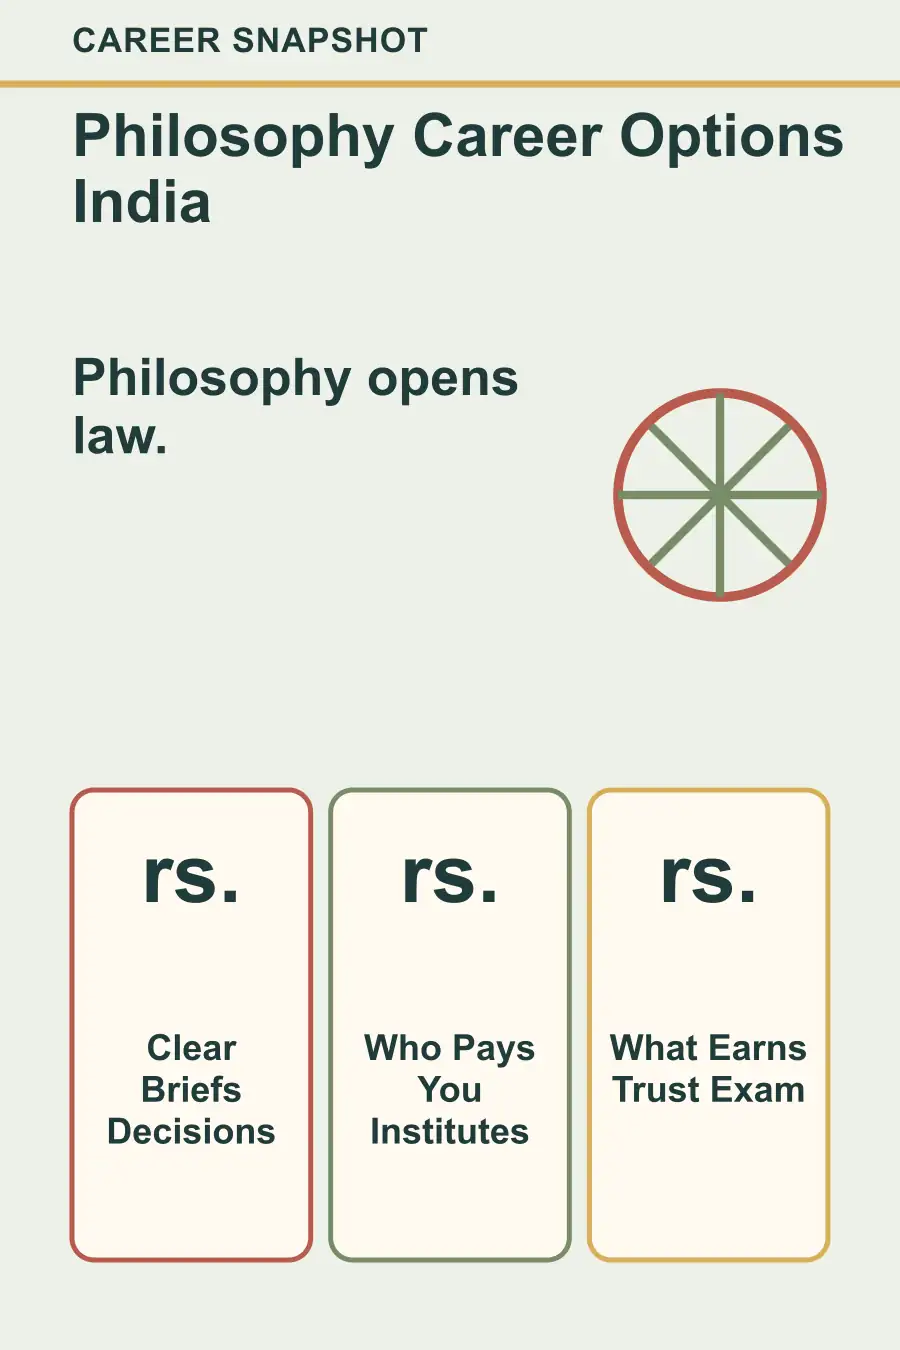 CAREER SNAPSHOT
Philosophy Career Options
India
Philosophy opens
law.
rs.
Clear
Briefs
Decisions
rs.
Who Pays
You
Institutes
rs.
What Earns
Trust Exam